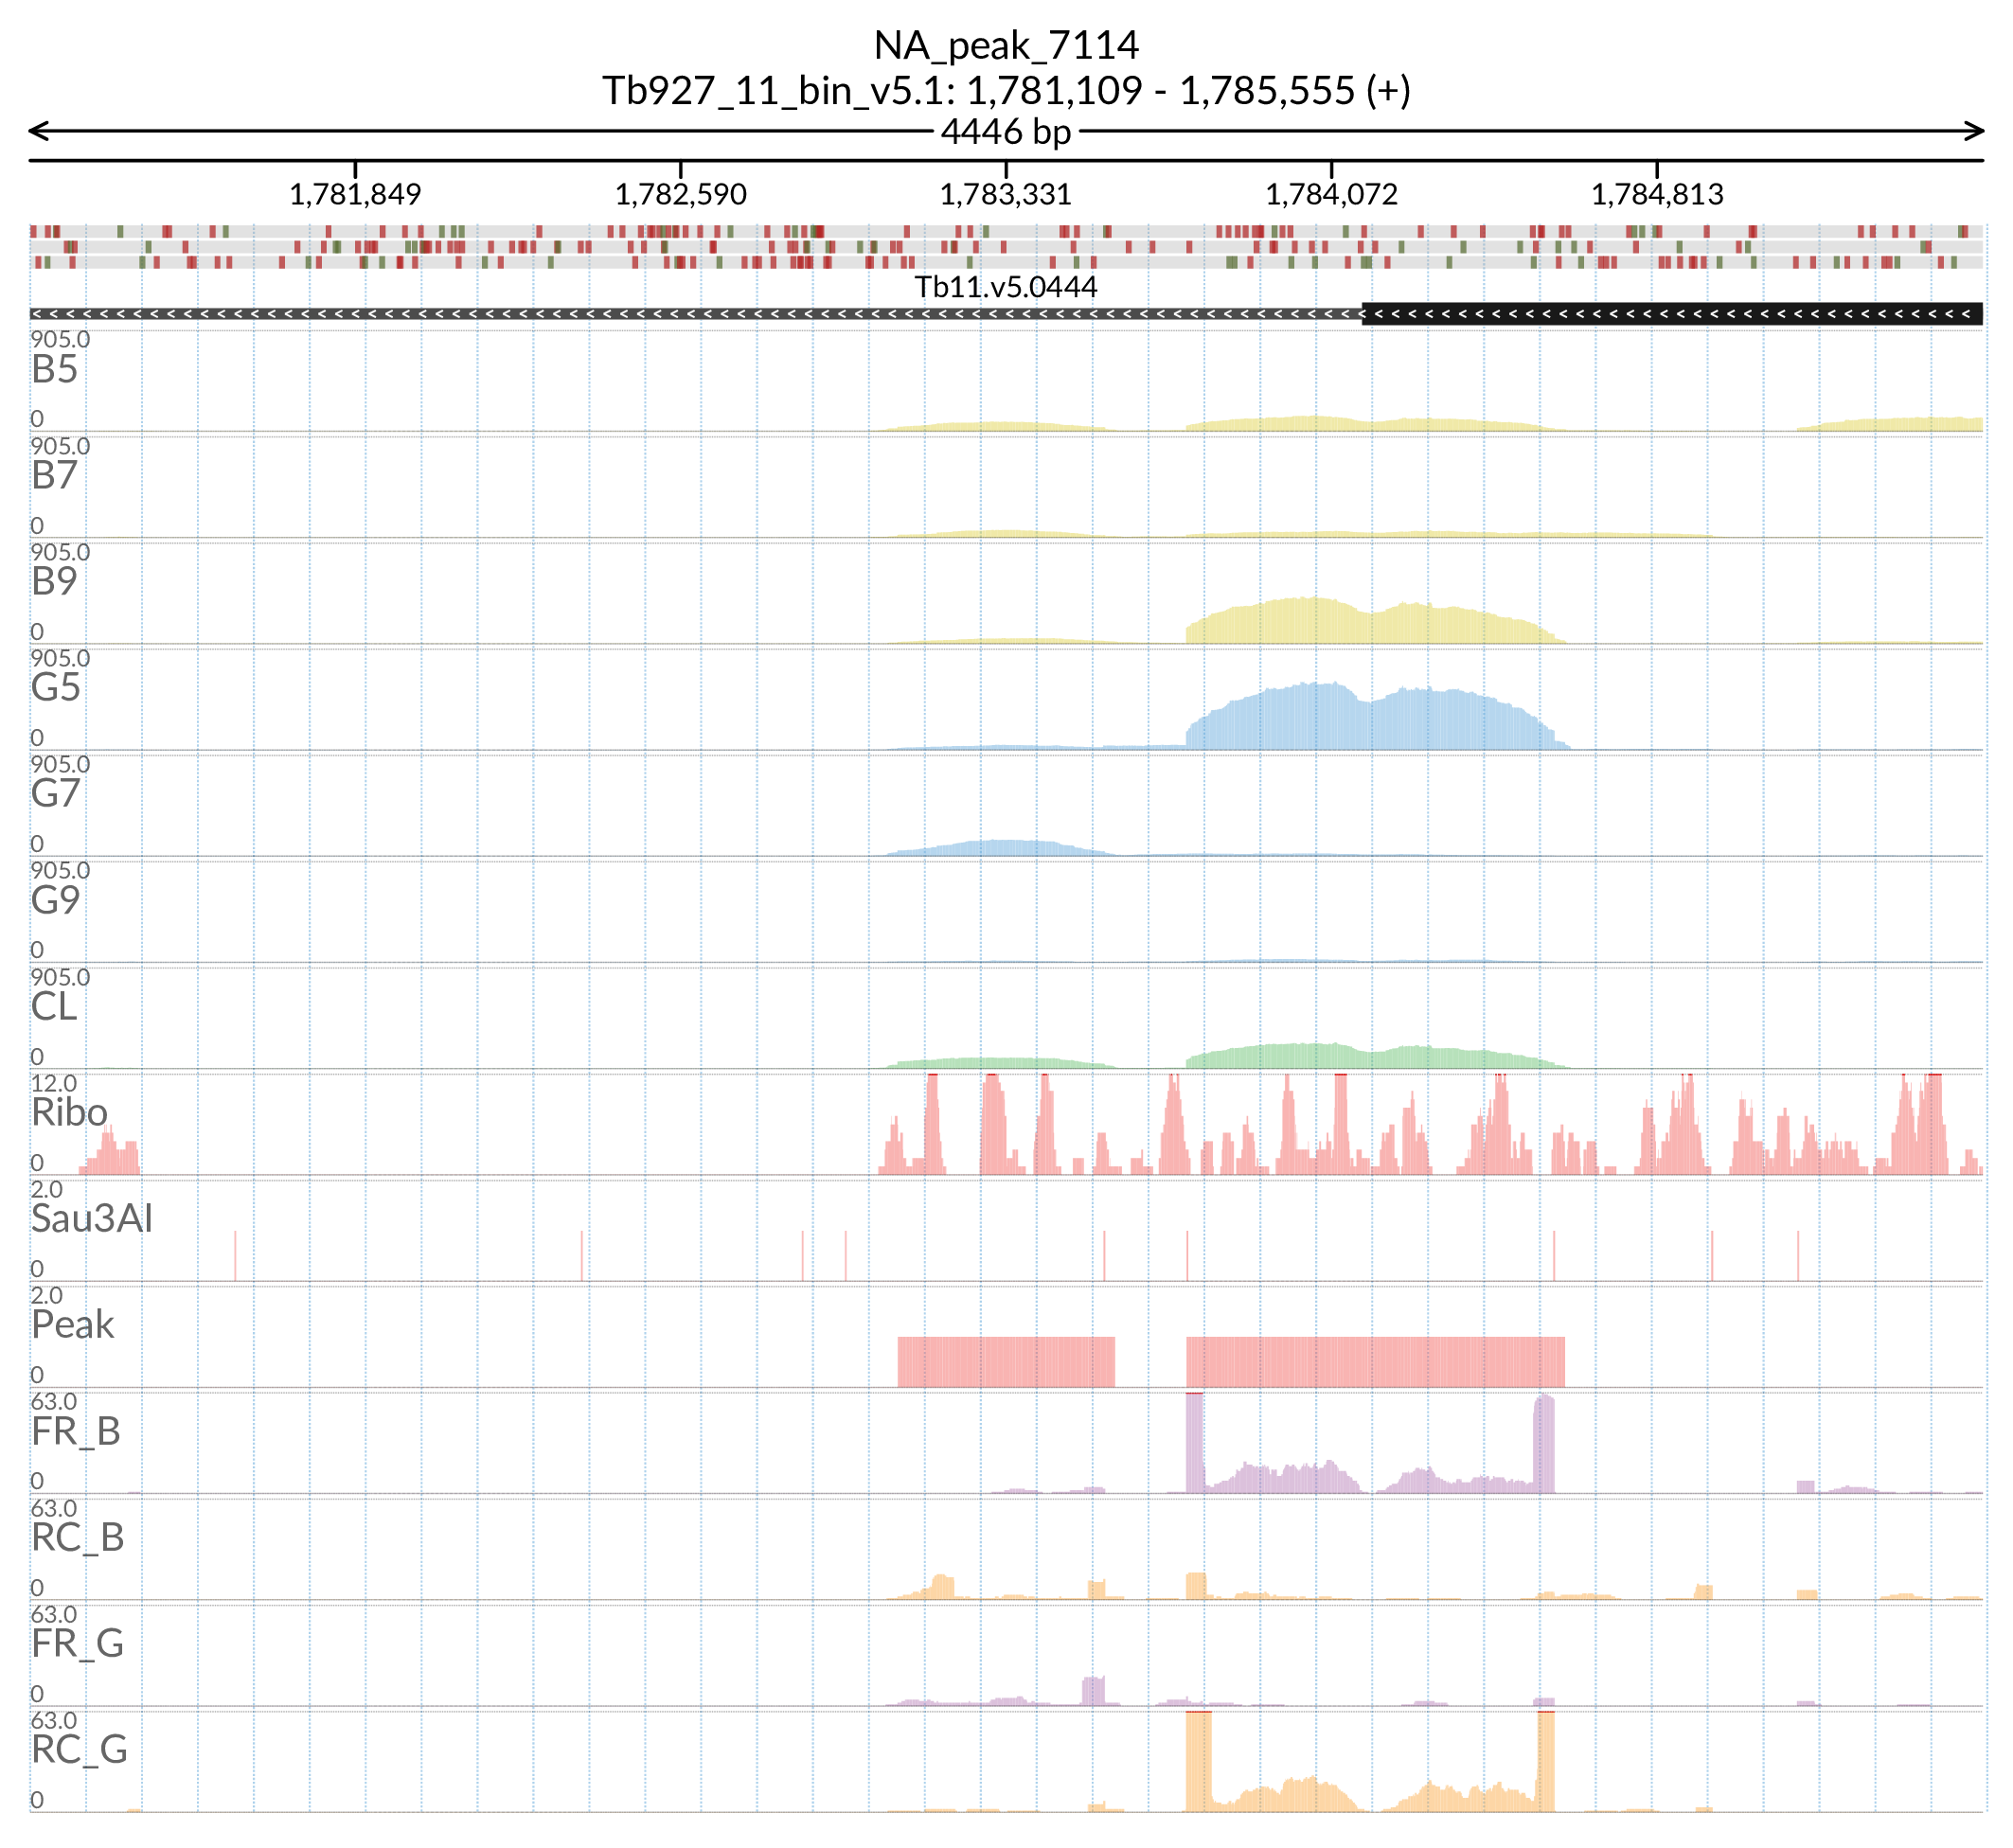 NA_peak_7114
Tb927_11_bin_v5.1: 1,781,109 - 1,785,555 (+)
4446 bp
1,781,849 1,782,590 1,783,331 1,784,072 1,784,813
Tb11.v5.0444
905.0
B5
0
905.0
B7
0
905.0
B9
0
905.0
G5
0
905.0
G7
0
905.0
G9
0
905.0
CL
0
12.0
Ribo
0
2.0
Sau3AI
0
2.0
Peak
0
63.0
FR_B
0
63.0
RC_B
0
63.0
FR_G
0
63.0
RC_G
0